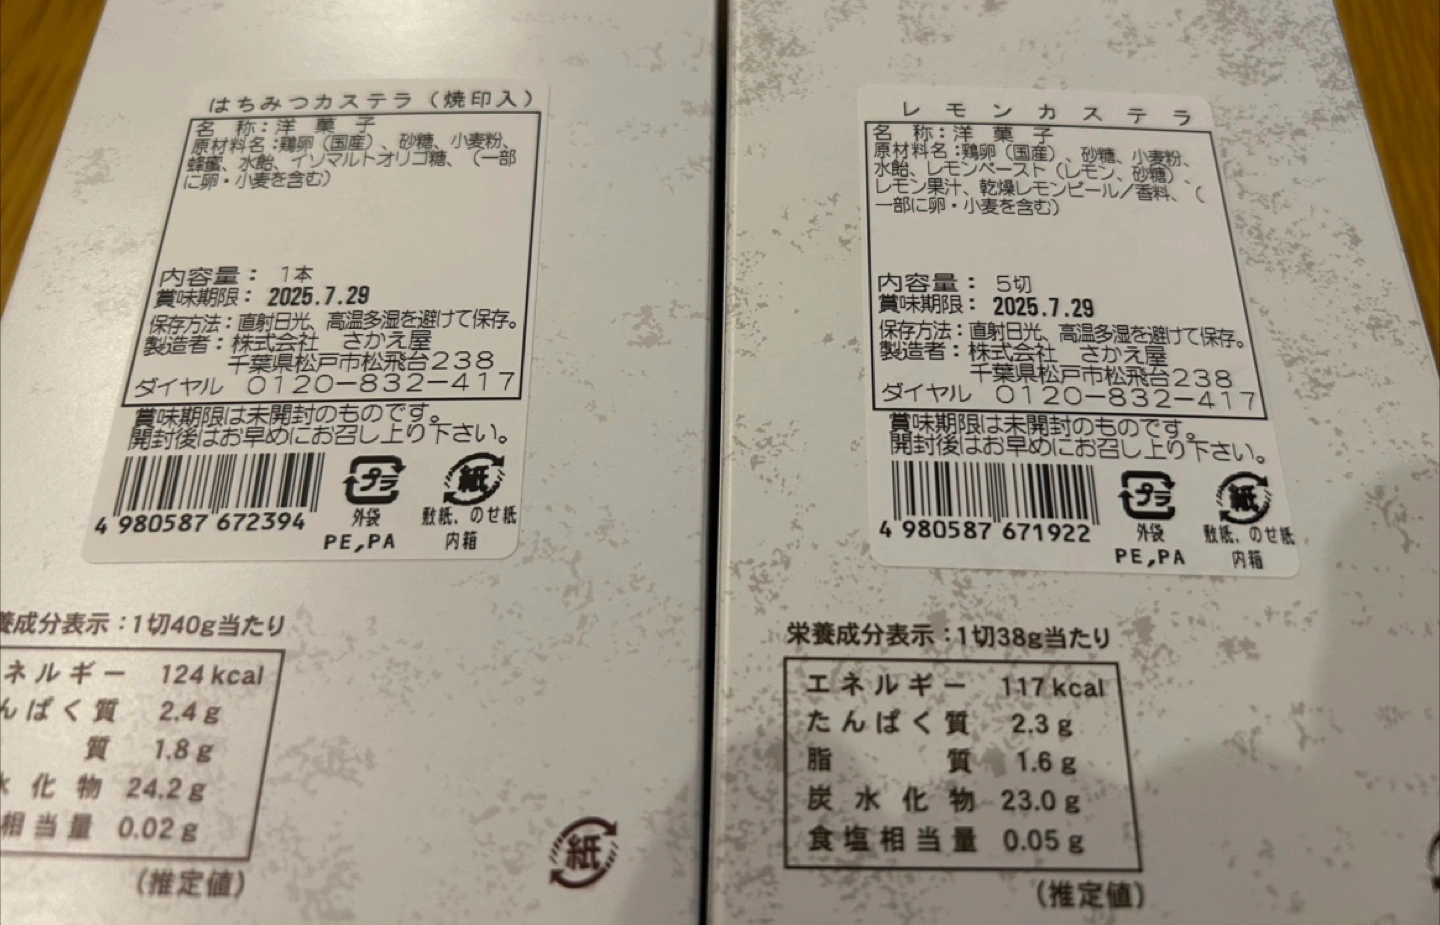 はちみつカステラ(焼印入)
名 称：洋 菓 子
原材料名：鶏卵（国産）、砂糖、小麦粉、
蜂蜜、水飴、イソマルトオリゴ糖、（一部
に卵・小麦を含む）
内容量： 1本
賞味期限： 2025.7.29
保存方法：直射日光、高温多湿を避けて保存。
製造者：株式会社 さかえ屋
千葉県松戸市松飛台238
ダイヤル 0120-832-417
賞味期限は未開封のものです。
開封後はお早めにお召し上り下さい。
4 980587 672394
プラ
外袋
PE,PA
紙
敷紙、のせ紙
内箱
養成分表示：1切40g当たり
ネルギー 124 kcal
んぱく質 2.4 g
質 1.8 g
水化物 24.2 g
相当量 0.02 g
（推定値）
紙
レモンカステラ
名 称：洋 菓 子
原材料名：鶏卵（国産）、砂糖、小麦粉、
水飴、レモンペースト（レモン、砂糖）、
レモン果汁、乾燥レモンピール／香料、（
一部に卵・小麦を含む）
内容量： 5切
賞味期限： 2025.7.29
保存方法：直射日光、高温多湿を避けて保存。
製造者：株式会社 さかえ屋
千葉県松戸市松飛台238
ダイヤル 0120-832-417
賞味期限は未開封のものです。
開封後はお早めにお召し上り下さい。
4 980587 671922
プラ
外袋
PE,PA
紙
敷紙、のせ紙
内箱
栄養成分表示：1切38g当たり
エネルギー 117 kcal
たんぱく質 2.3 g
脂 質 1.6 g
炭水化物 23.0 g
食塩相当量 0.05 g
（推定値）